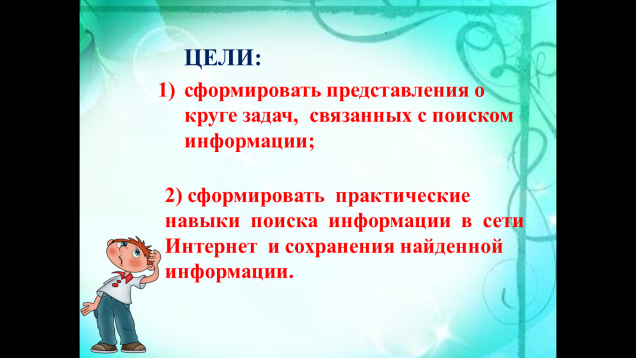 ЦЕЛИ:
1) сформировать представления о
круге задач, связанных с поиском
информации;
2) сформировать практические
навыки поиска информации в сети
Интернет и сохранения найденной
информации.